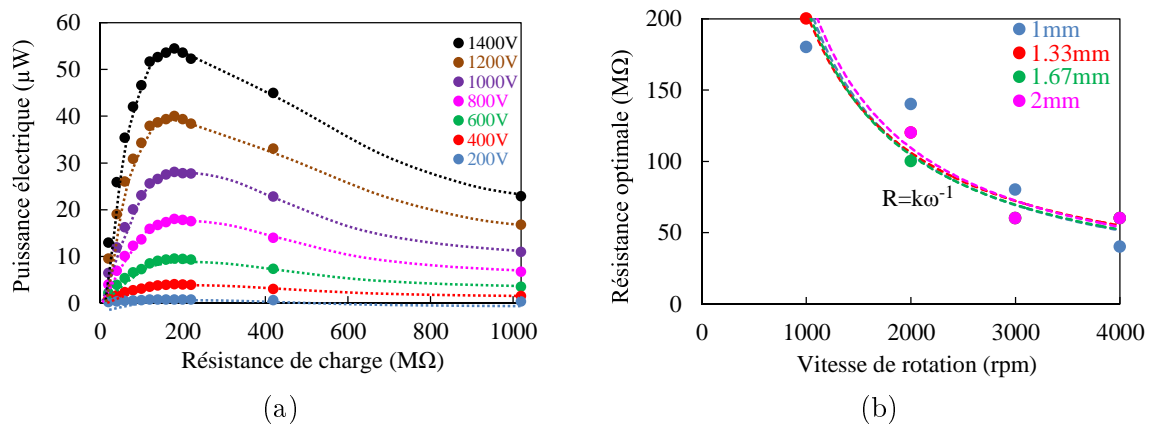 60
50
40
30
20
10
0
Puissance électrique (µW)
0 200 400 600 800 1000
Résistance de charge (MΩ)
1400V
1200V
1000V
800V
600V
400V
200V
(a)
200
150
100
50
0
Résistance optimale (MΩ)
0 1000 2000 3000 4000
Vitesse de rotation (rpm)
1mm
1.33mm
1.67mm
2mm
R=kω⁻¹
(b)